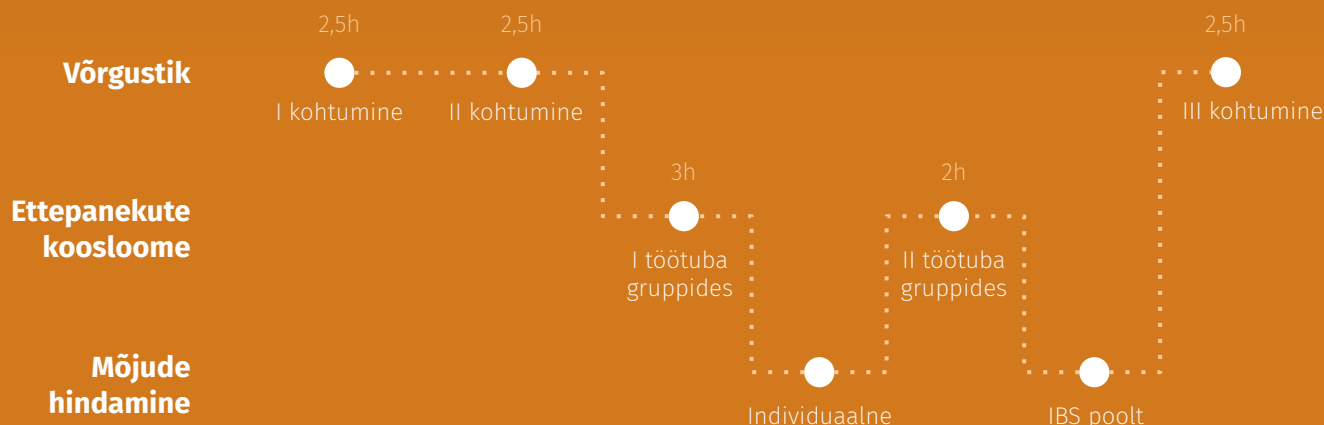 2,5h
2,5h
2,5h
Võrgustik
I kohtumine
II kohtumine
III kohtumine
3h
2h
Ettepanekute
koosloome
I töötuba
gruppides
II töötuba
gruppides
Mõjude
hindamine
Individuaalne
IBS poolt